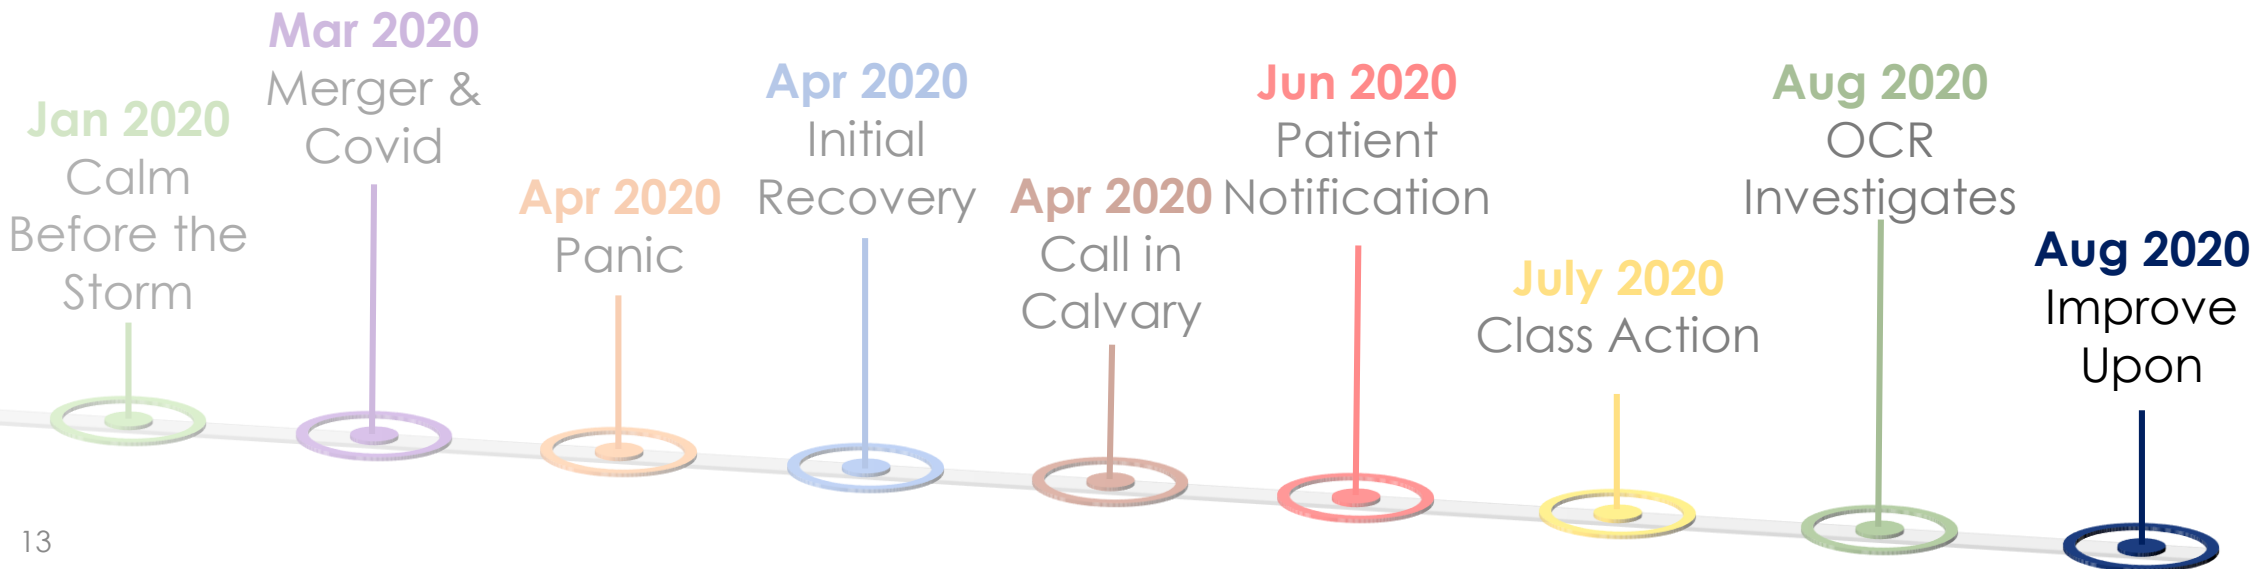 Jan 2020
Calm
Before the
Storm
Mar 2020
Merger &
Covid
Apr 2020
Panic
Apr 2020
Initial
Recovery
Apr 2020
Call in
Calvary
Jun 2020
Patient
Notification
July 2020
Class Action
Aug 2020
OCR
Investigates
Aug 2020
Improve
Upon
13